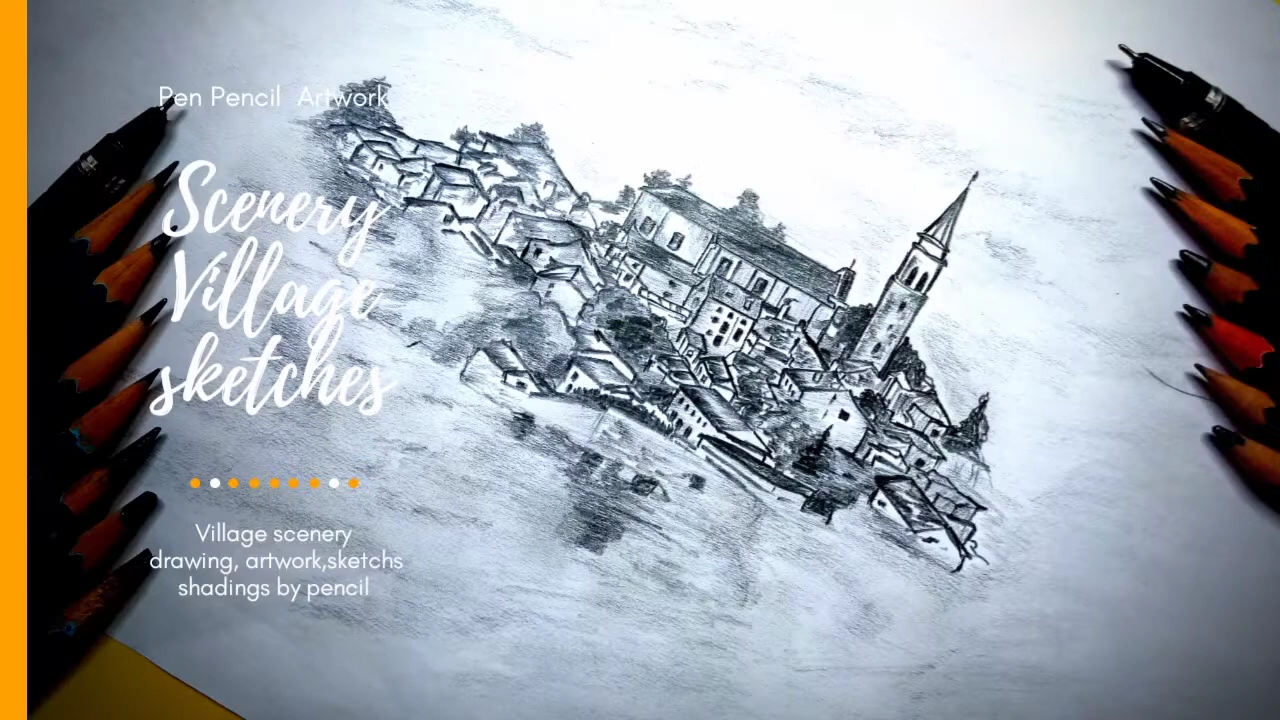 Pen Pencil Artwork
Scenery
Village
sketches
Village scenery
drawing, artwork,sketchs
shadings by pencil